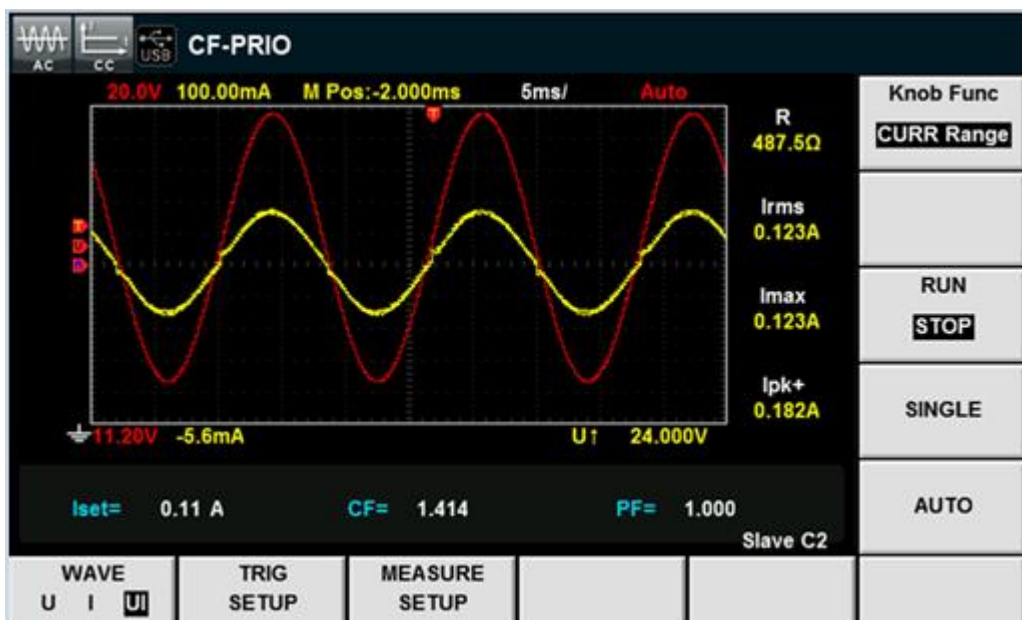 AC CC USB CF-PRIO
20.0V 100.00mA M Pos:-2.000ms 5ms/ Auto
T
R
487.5Ω
Irms
0.123A
Imax
0.123A
Ipk+
0.182A
T
U
11.20V -5.6mA U↑ 24.000V
Iset= 0.11 A CF= 1.414 PF= 1.000
Slave C2
Knob Func
CURR Range
RUN
STOP
SINGLE
AUTO
WAVE
U I UI
TRIG
SETUP
MEASURE
SETUP